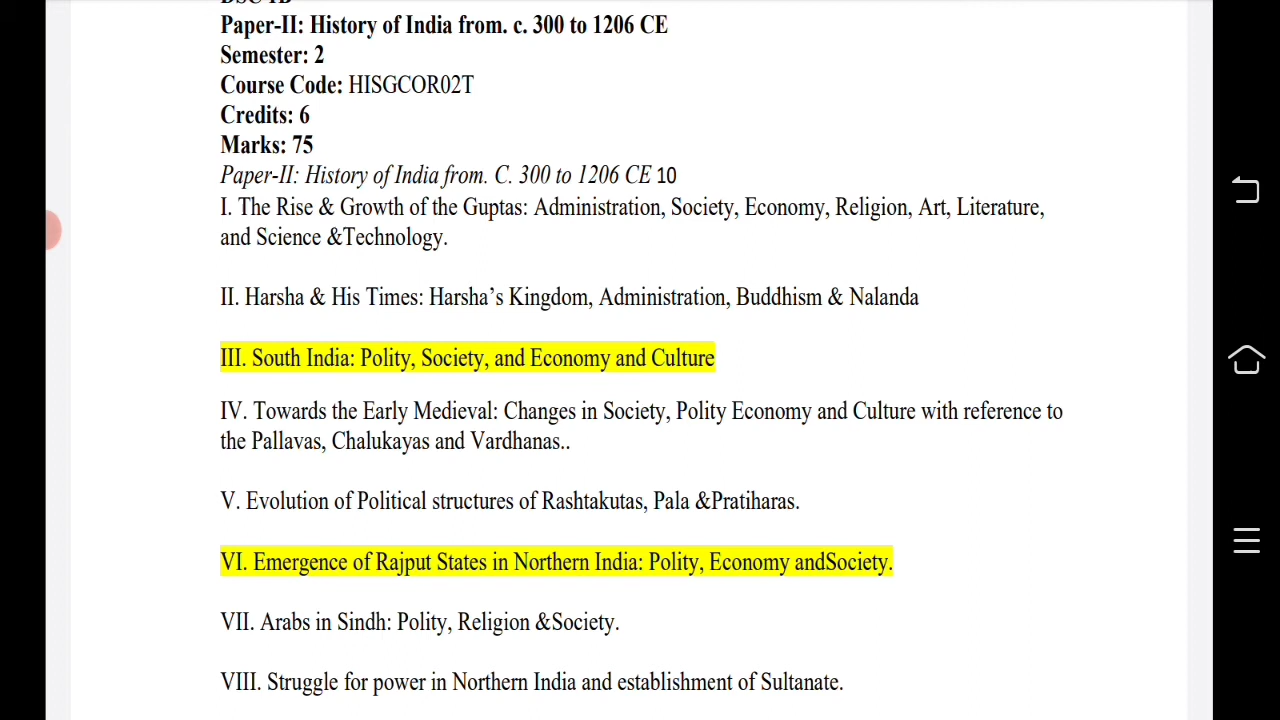 Paper-II: History of India from. c. 300 to 1206 CE
Semester: 2
Course Code: HISGCOR02T
Credits: 6
Marks: 75
Paper-II: History of India from. C. 300 to 1206 CE 10
I. The Rise & Growth of the Guptas: Administration, Society, Economy, Religion, Art, Literature,
and Science &Technology.
II. Harsha & His Times: Harsha’s Kingdom, Administration, Buddhism & Nalanda
III. South India: Polity, Society, and Economy and Culture
IV. Towards the Early Medieval: Changes in Society, Polity Economy and Culture with reference to
the Pallavas, Chalukayas and Vardhanas..
V. Evolution of Political structures of Rashtakutas, Pala &Pratiharas.
VI. Emergence of Rajput States in Northern India: Polity, Economy andSociety.
VII. Arabs in Sindh: Polity, Religion &Society.
VIII. Struggle for power in Northern India and establishment of Sultanate.